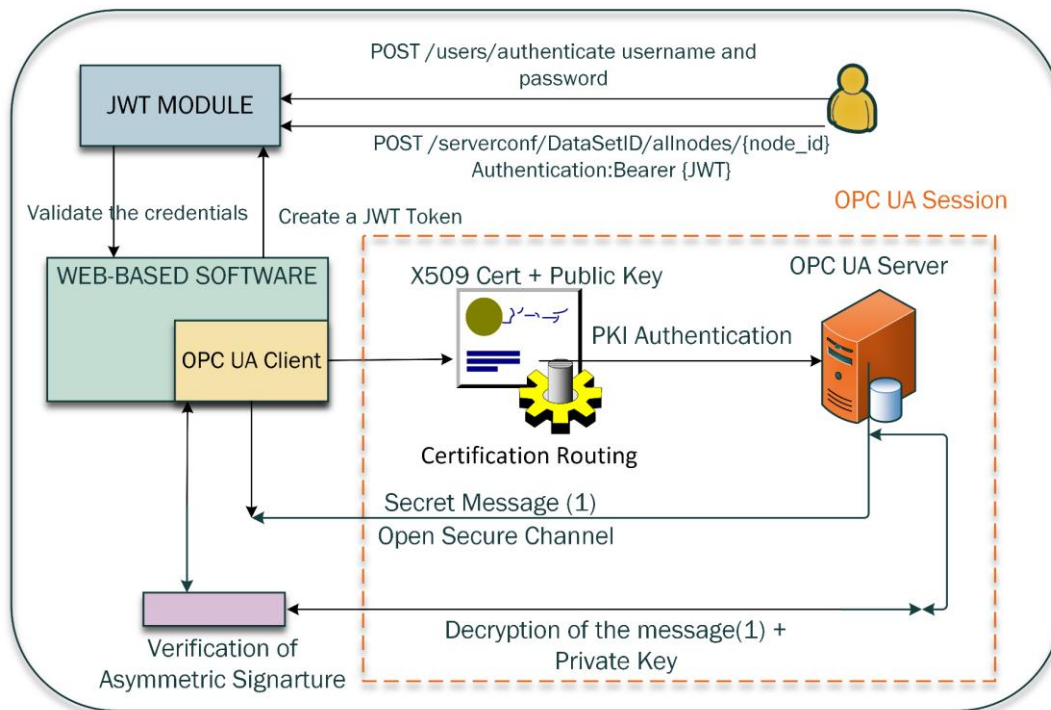 POST /users/authenticate username and
password
JWT MODULE
POST /serverconf/DataSetID/allnodes/{node_id}
Authentication:Bearer {JWT}
OPC UA Session
Validate the credentials
Create a JWT Token
WEB-BASED SOFTWARE
OPC UA Client
X509 Cert + Public Key
OPC UA Server
PKI Authentication
Certification Routing
Secret Message (1)
Open Secure Channel
Decryption of the message(1) +
Private Key
Verification of
Asymmetric Signarture